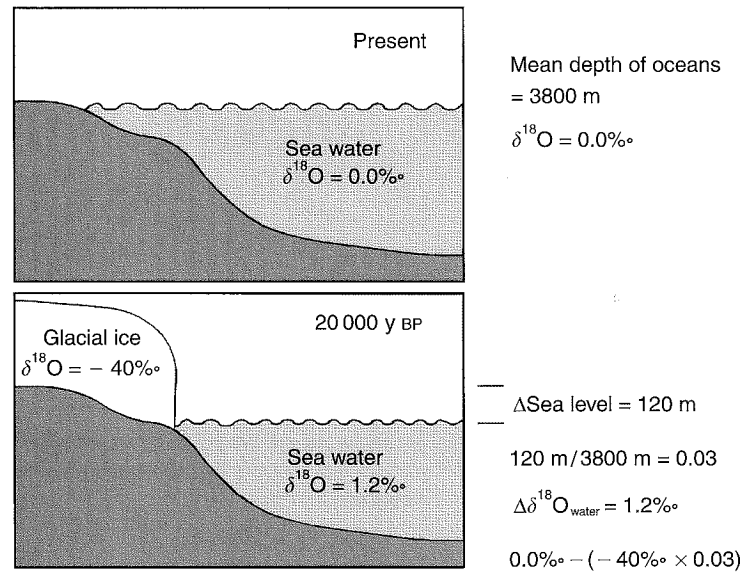 Present
Mean depth of oceans
= 3800 m
δ¹⁸O = 0.0‰
Sea water
δ¹⁸O = 0.0‰
20 000 y BP
Glacial ice
δ¹⁸O = − 40‰
ΔSea level = 120 m
Sea water
δ¹⁸O = 1.2‰
120 m/3800 m = 0.03
Δδ¹⁸Owater = 1.2‰
0.0‰ − (− 40‰ × 0.03)